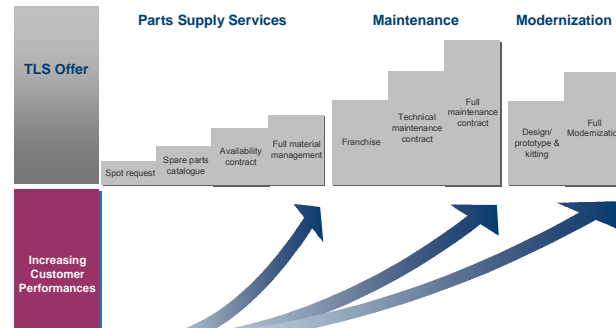 Parts Supply Services
Maintenance
Modernization
TLS Offer
Spot request
Spare parts
catalogue
Availability
contract
Full material
management
Franchise
Technical
maintenance
contract
Full
maintenance
contract
Design/
prototype &
kitting
Full
Modernizatio
Increasing
Customer
Performances